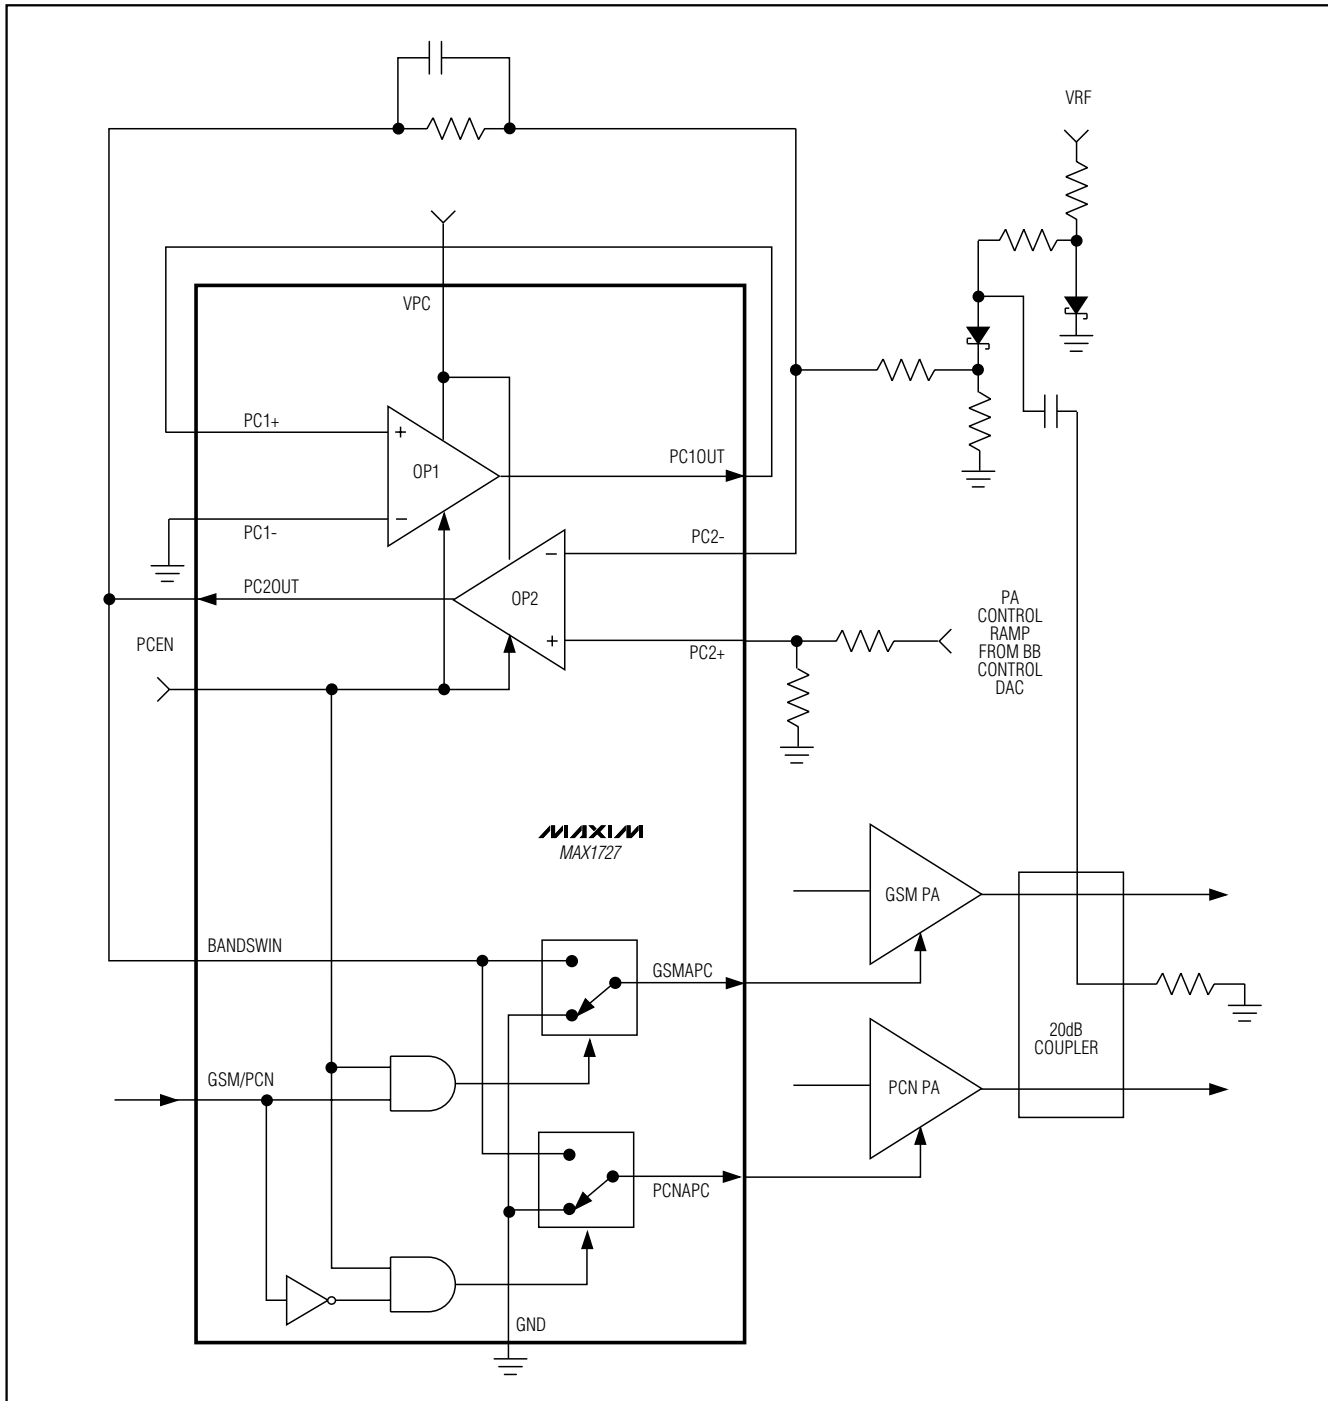 VRF
VPC
PC1+
+
OP1
PC1OUT
−
PC1-
PC2-
−
PC2OUT
OP2
PCEN
+
PC2+
PA
CONTROL
RAMP
FROM BB
CONTROL
DAC
MAXIM
MAX1727
GSM PA
BANDSWIN
GSMAPC
20dB
COUPLER
GSM/PCN
PCN PA
PCNAPC
GND